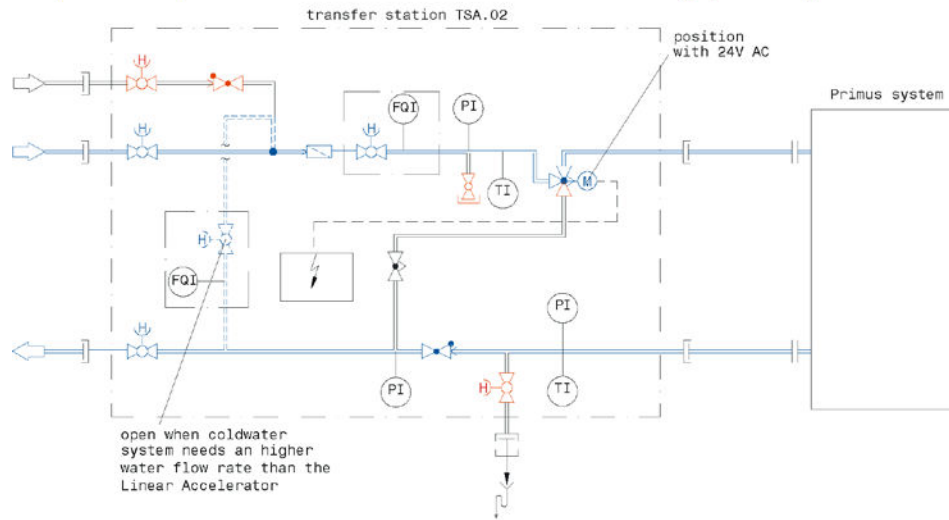 transfer station TSA.02
position
with 24V AC
Primus system
H
FQI
PI
H
H
TI
M
H
FQI
PI
H
PI
H
TI
open when coldwater
system needs an higher
water flow rate than the
Linear Accelerator